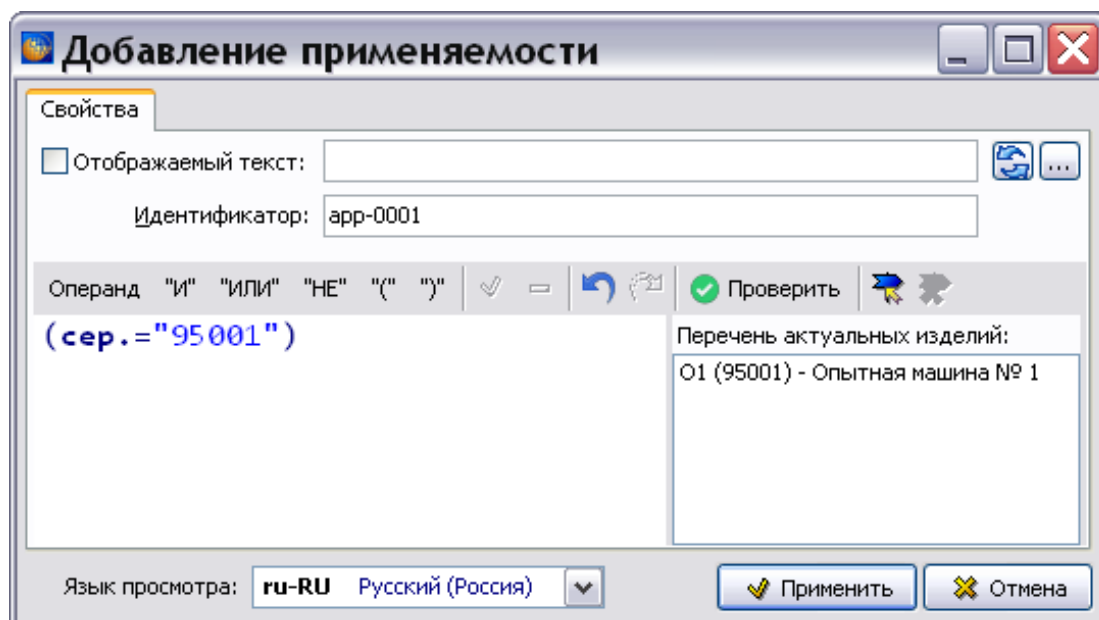 Добавление применяемости
Свойства
Отображаемый текст:
...
Идентификатор: app-0001
Операнд "И" "ИЛИ" "НЕ" "(" ")" Проверить
(сер.="95001")
Перечень актуальных изделий:
О1 (95001) - Опытная машина № 1
Язык просмотра: ru-RU Русский (Россия) Применить Отмена